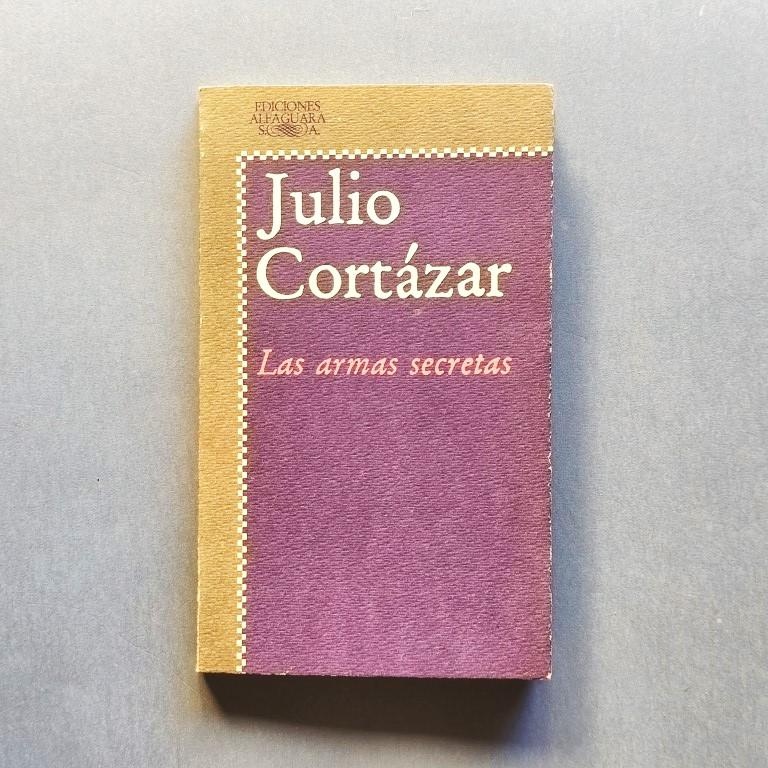 EDICIONES
ALFAGUARA
S. A.
Julio
Cortázar
Las armas secretas